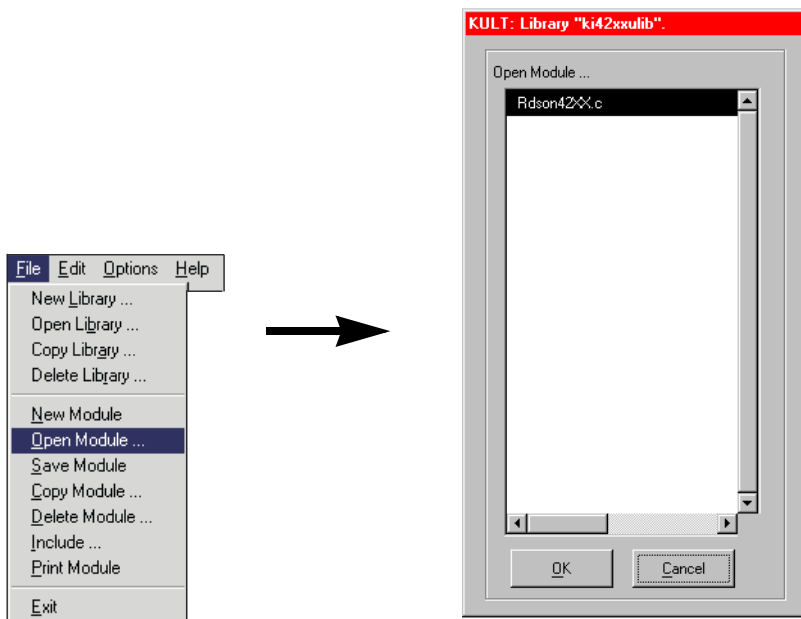 File Edit Options Help
New Library ...
Open Library ...
Copy Library ...
Delete Library ...
New Module
Open Module ...
Save Module
Copy Module ...
Delete Module ...
Include ...
Print Module
Exit
KULT: Library "ki42xxulib".
Open Module ...
Rdson42XX.c
OK
Cancel